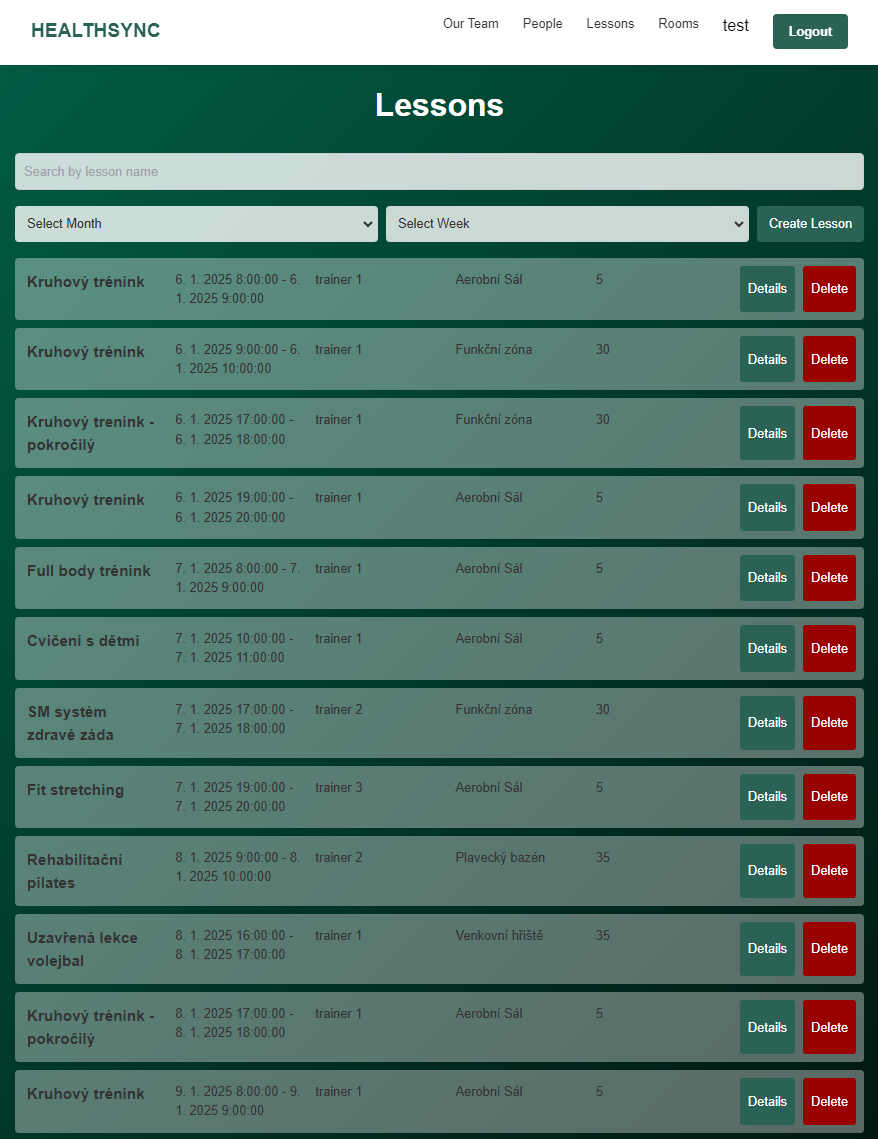 HEALTHSYNC
Our Team People Lessons Rooms test Logout
Lessons
Search by lesson name
Select Month Select Week Create Lesson
Kruhový trénink 6. 1. 2025 8:00:00 - 6. trainer 1 Aerobní Sál 5 Details Delete
1. 2025 9:00:00
Kruhový trénink 6. 1. 2025 9:00:00 - 6. trainer 1 Funkční zóna 30 Details Delete
1. 2025 10:00:00
Kruhový trenink - 6. 1. 2025 17:00:00 - trainer 1 Funkční zóna 30 Details Delete
pokročilý 6. 1. 2025 18:00:00
Kruhový trenink 6. 1. 2025 19:00:00 - trainer 1 Aerobní Sál 5 Details Delete
6. 1. 2025 20:00:00
Full body trénink 7. 1. 2025 8:00:00 - 7. trainer 1 Aerobní Sál 5 Details Delete
1. 2025 9:00:00
Cvičení s dětmi 7. 1. 2025 10:00:00 - trainer 1 Aerobní Sál 5 Details Delete
7. 1. 2025 11:00:00
SM systém 7. 1. 2025 17:00:00 - trainer 2 Funkční zóna 30 Details Delete
zdravé záda 7. 1. 2025 18:00:00
Fit stretching 7. 1. 2025 19:00:00 - trainer 3 Aerobní Sál 5 Details Delete
7. 1. 2025 20:00:00
Rehabilitační 8. 1. 2025 9:00:00 - 8. trainer 2 Plavecký bazén 35 Details Delete
pilates 1. 2025 10:00:00
Uzavřená lekce 8. 1. 2025 16:00:00 - trainer 1 Venkovní hřiště 35 Details Delete
volejbal 8. 1. 2025 17:00:00
Kruhový trénink - 8. 1. 2025 17:00:00 - trainer 1 Aerobní Sál 5 Details Delete
pokročilý 8. 1. 2025 18:00:00
Kruhový trénink 9. 1. 2025 8:00:00 - 9. trainer 1 Aerobní Sál 5 Details Delete
1. 2025 9:00:00